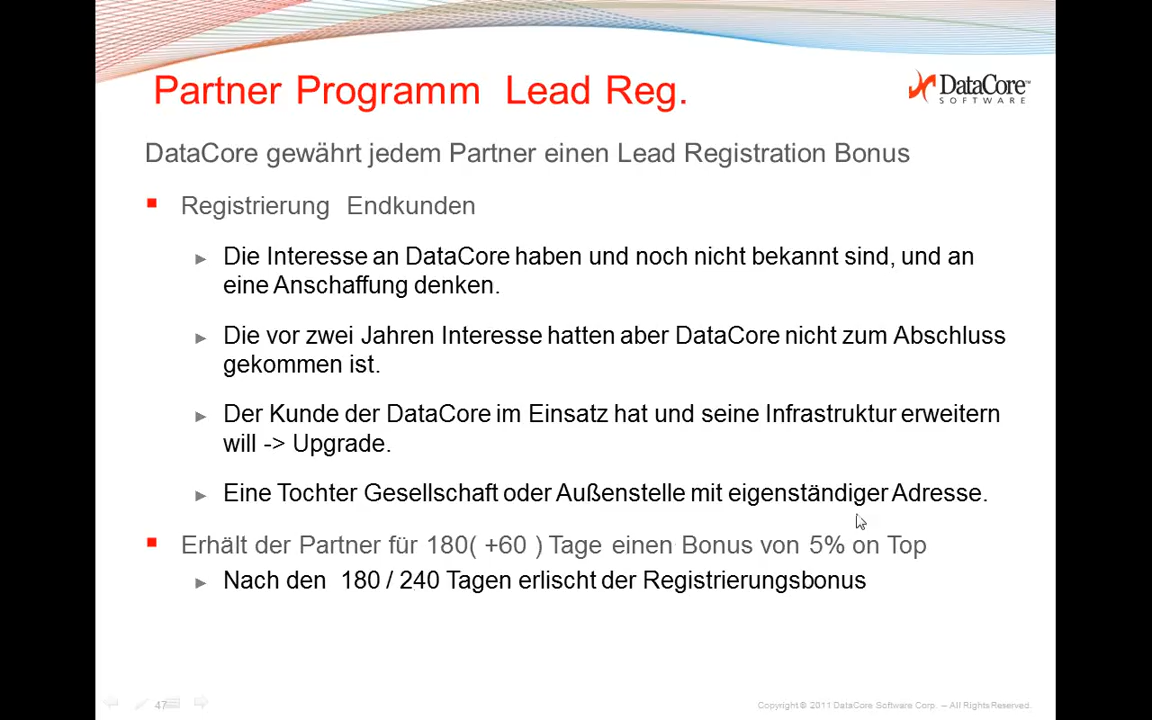 Partner Programm Lead Reg.
DataCore™
SOFTWARE
DataCore gewährt jedem Partner einen Lead Registration Bonus
Registrierung Endkunden
Die Interesse an DataCore haben und noch nicht bekannt sind, und an
eine Anschaffung denken.
Die vor zwei Jahren Interesse hatten aber DataCore nicht zum Abschluss
gekommen ist.
Der Kunde der DataCore im Einsatz hat und seine Infrastruktur erweitern
will -> Upgrade.
Eine Tochter Gesellschaft oder Außenstelle mit eigenständiger Adresse.
Erhält der Partner für 180( +60 ) Tage einen Bonus von 5% on Top
Nach den 180 / 240 Tagen erlischt der Registrierungsbonus
47
Copyright © 2011 DataCore Software Corp. – All Rights Reserved.